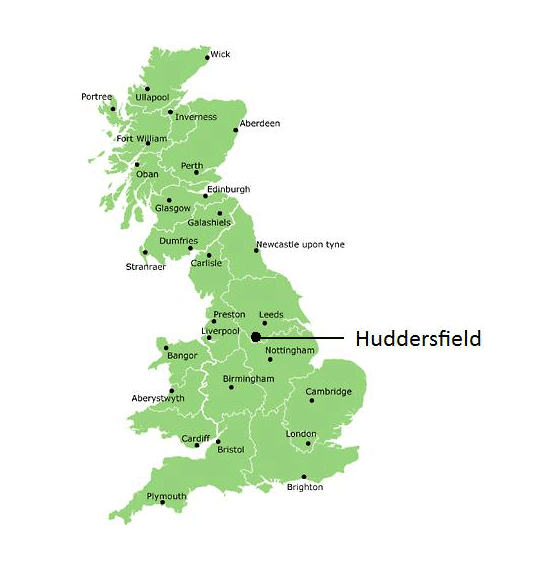 Wick
Portree
Ullapool
Inverness
Aberdeen
Fort William
Perth
Oban
Edinburgh
Glasgow
Galashiels
Dumfries
Newcastle upon tyne
Stranraer
Carlisle
Preston
Leeds
Liverpool
Huddersfield
Nottingham
Bangor
Birmingham
Aberystwyth
Cambridge
London
Cardiff
Bristol
Brighton
Plymouth